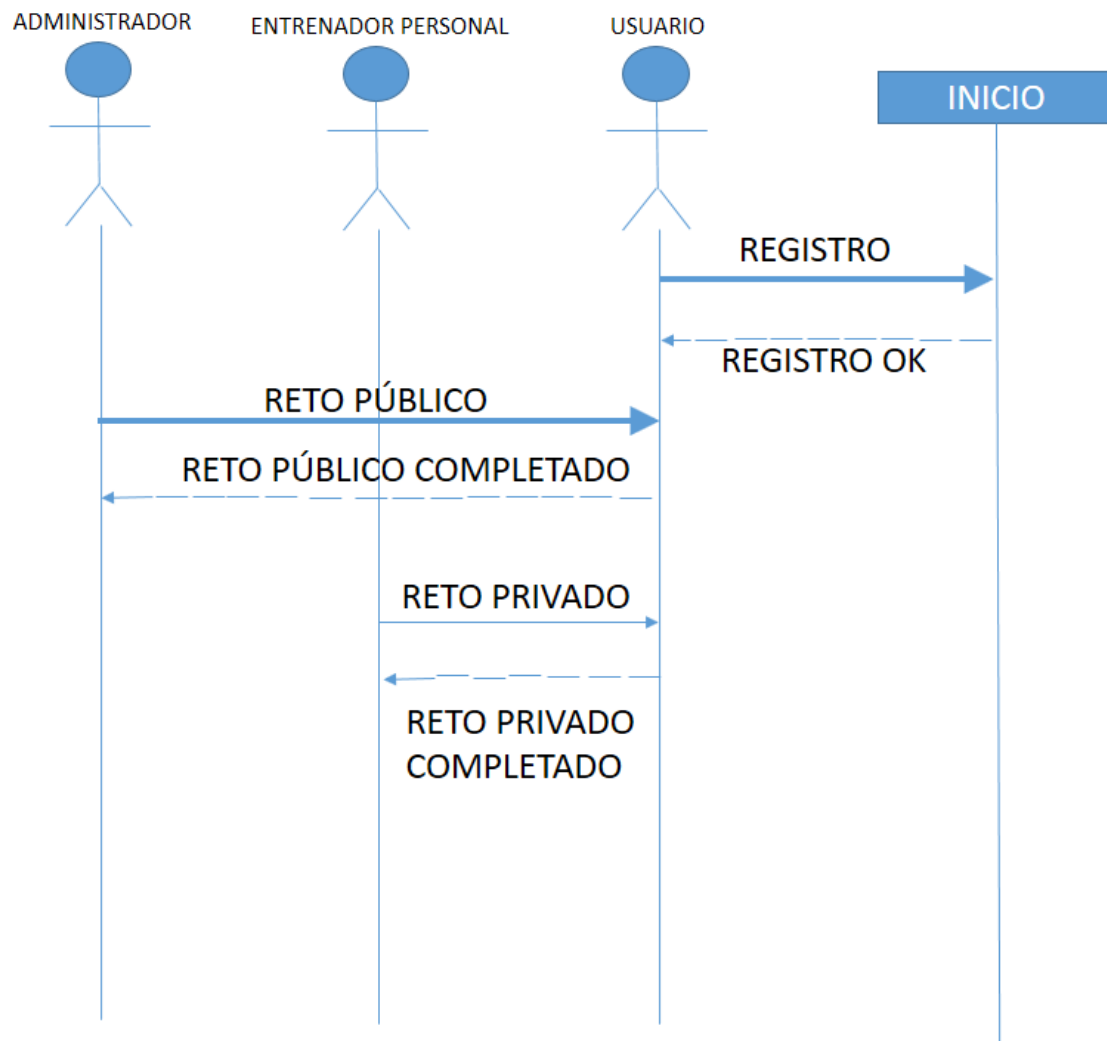 ADMINISTRADOR
ENTRENADOR PERSONAL
USUARIO
INICIO
REGISTRO
REGISTRO OK
RETO PÚBLICO
RETO PÚBLICO COMPLETADO
RETO PRIVADO
RETO PRIVADO
COMPLETADO